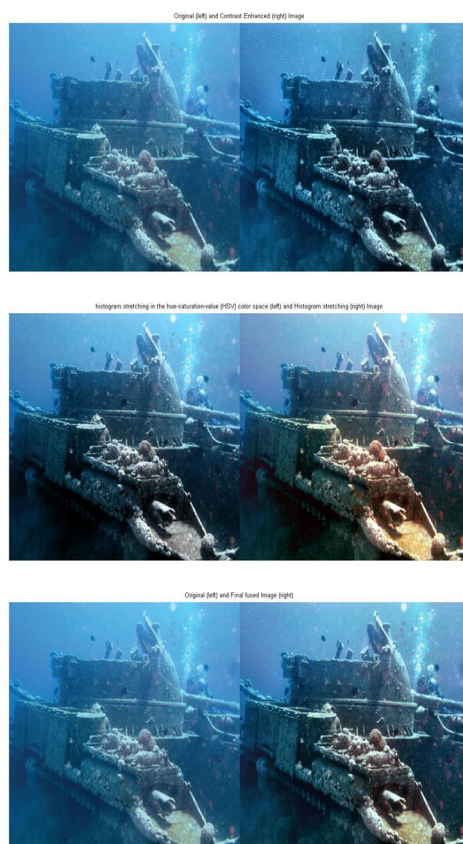 Original (left) and Contrast Enhanced (right) Image
histogram stretching in the hue-saturation-value (HSV) color space (left) and Histogram stretching (right) Image
Original (left) and Final fused Image (right)